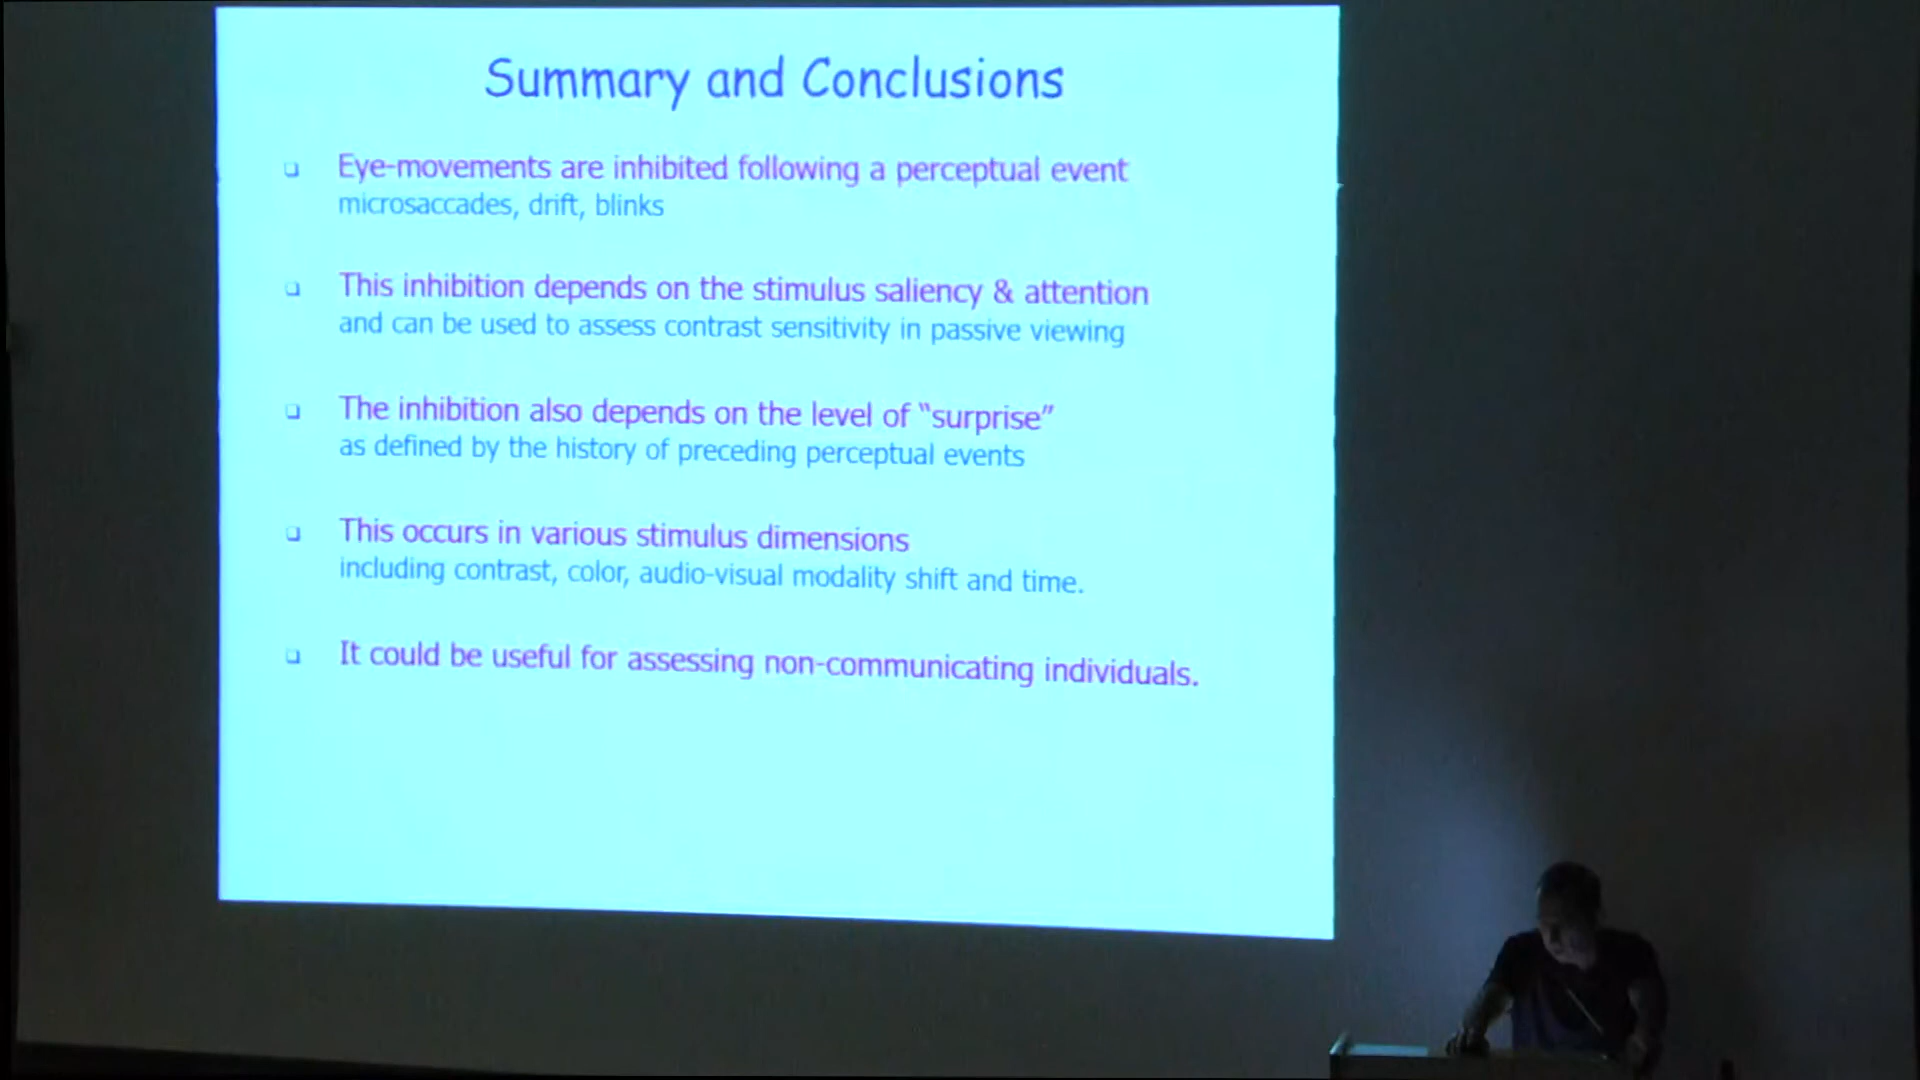 Summary and Conclusions
Eye-movements are inhibited following a perceptual event
microsaccades, drift, blinks
This inhibition depends on the stimulus saliency & attention
and can be used to assess contrast sensitivity in passive viewing
The inhibition also depends on the level of “surprise”
as defined by the history of preceding perceptual events
This occurs in various stimulus dimensions
including contrast, color, audio-visual modality shift and time.
It could be useful for assessing non-communicating individuals.